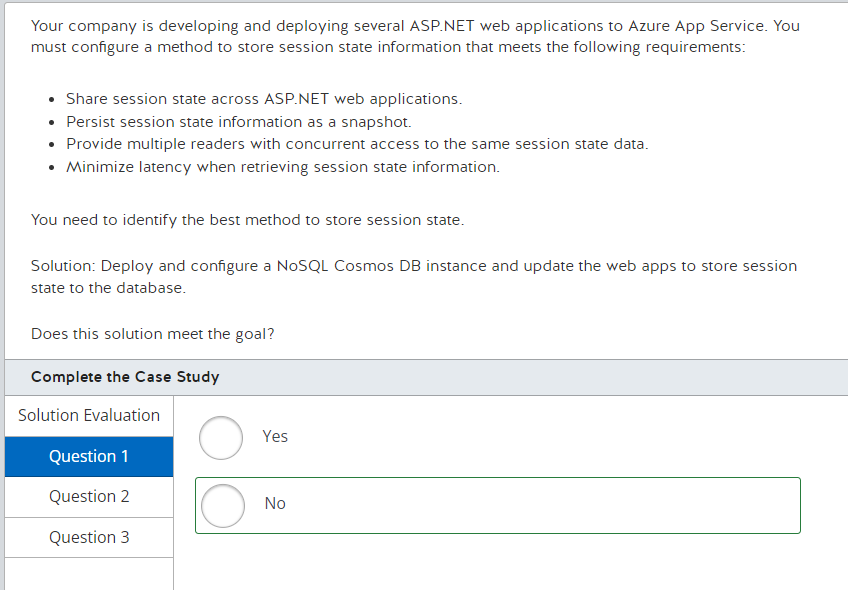 Your company is developing and deploying several ASP.NET web applications to Azure App Service. You
must configure a method to store session state information that meets the following requirements:
• Share session state across ASP.NET web applications.
• Persist session state information as a snapshot.
• Provide multiple readers with concurrent access to the same session state data.
• Minimize latency when retrieving session state information.
You need to identify the best method to store session state.
Solution: Deploy and configure a NoSQL Cosmos DB instance and update the web apps to store session
state to the database.
Does this solution meet the goal?
Complete the Case Study
Solution Evaluation
Question 1
Question 2
Question 3
Yes
No